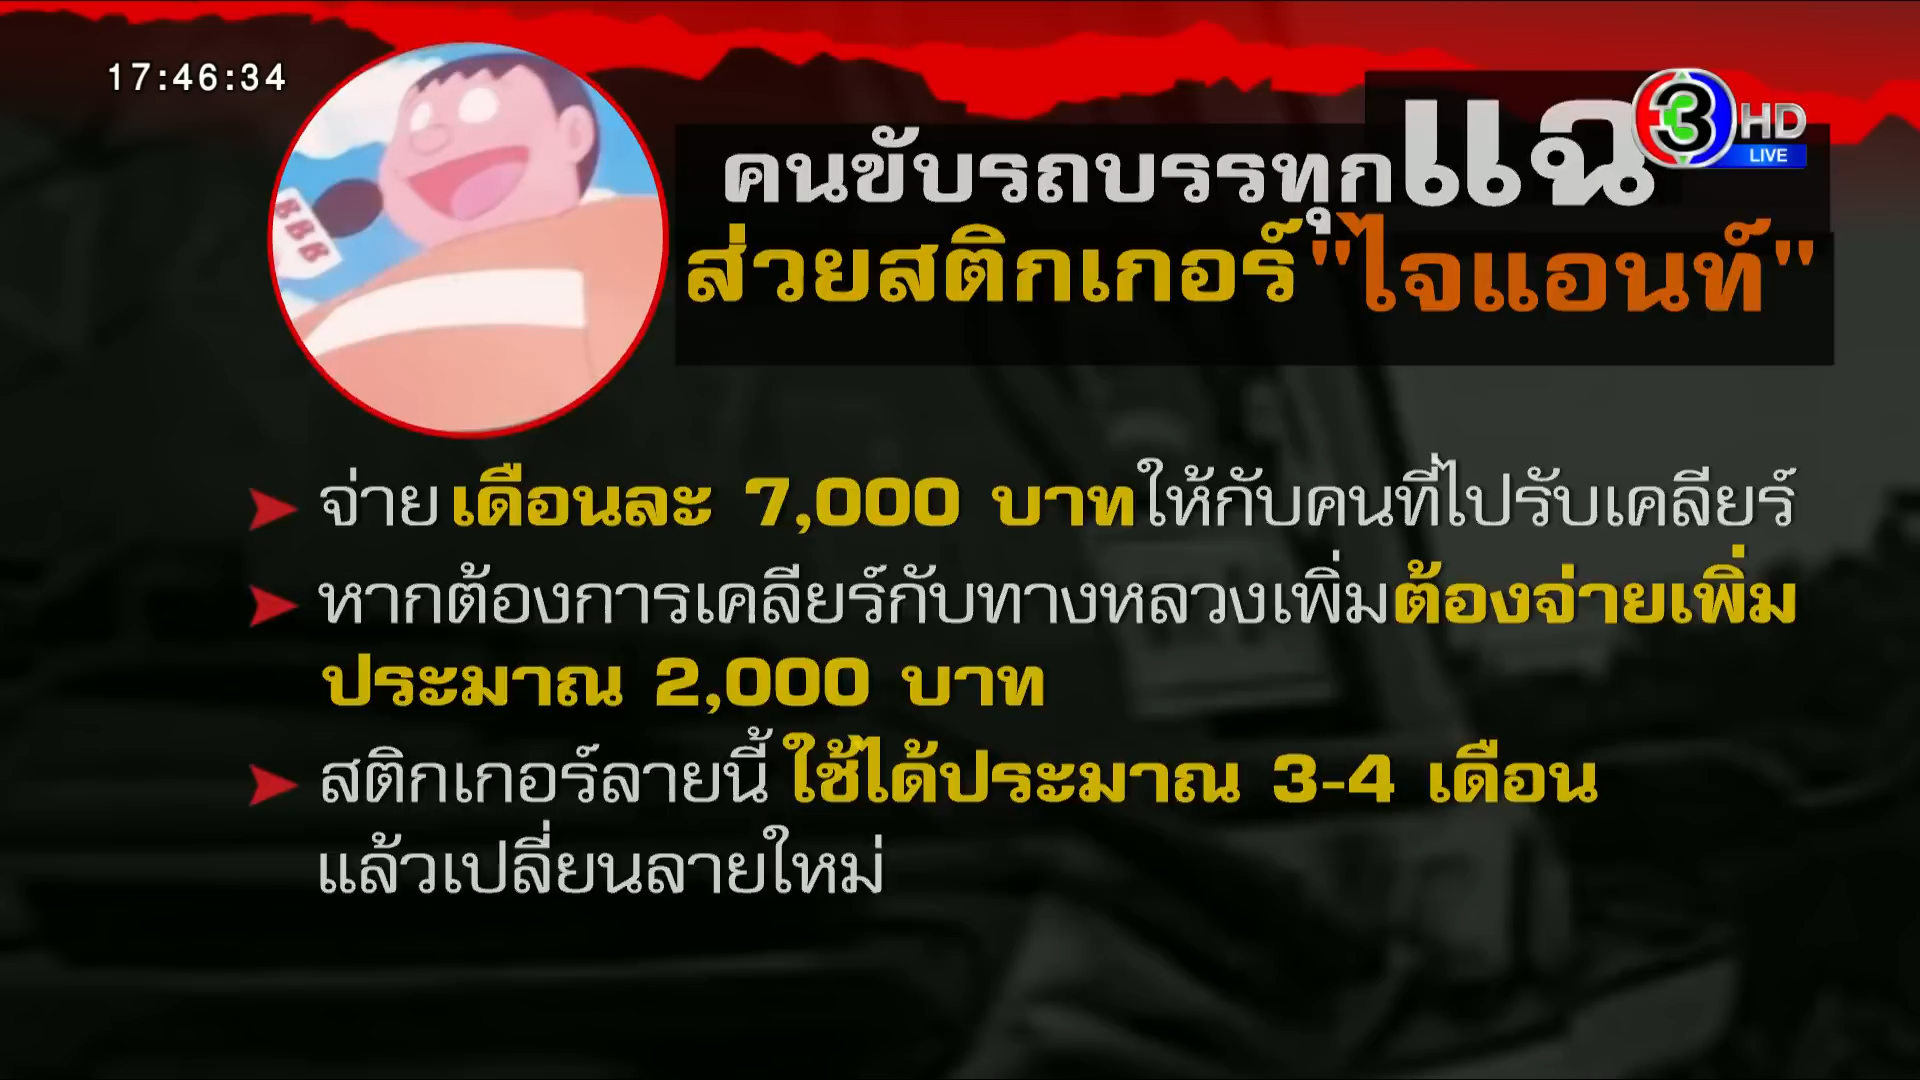 17:46:34
3 HD
LIVE
คนขับรถบรรทุกแฉ
ส่วยสติกเกอร์ "ไจแอนท์"
BBB
จ่าย เดือนละ 7,000 บาท ให้กับคนที่ไปรับเคลียร์
หากต้องการเคลียร์กับทางหลวงเพิ่ม ต้องจ่ายเพิ่ม
ประมาณ 2,000 บาท
สติกเกอร์ลายนี้ ใช้ได้ประมาณ 3-4 เดือน
แล้วเปลี่ยนลายใหม่